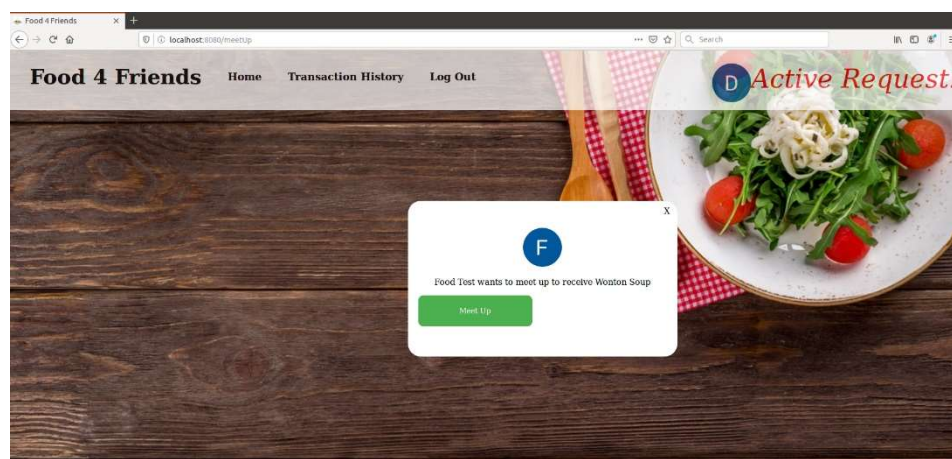 Food 4 Friends × +
localhost:8080/meetUp ··· Search
Food 4 Friends Home Transaction History Log Out D Active Request
X
F
Food Test wants to meet up to receive Wonton Soup
Meet Up